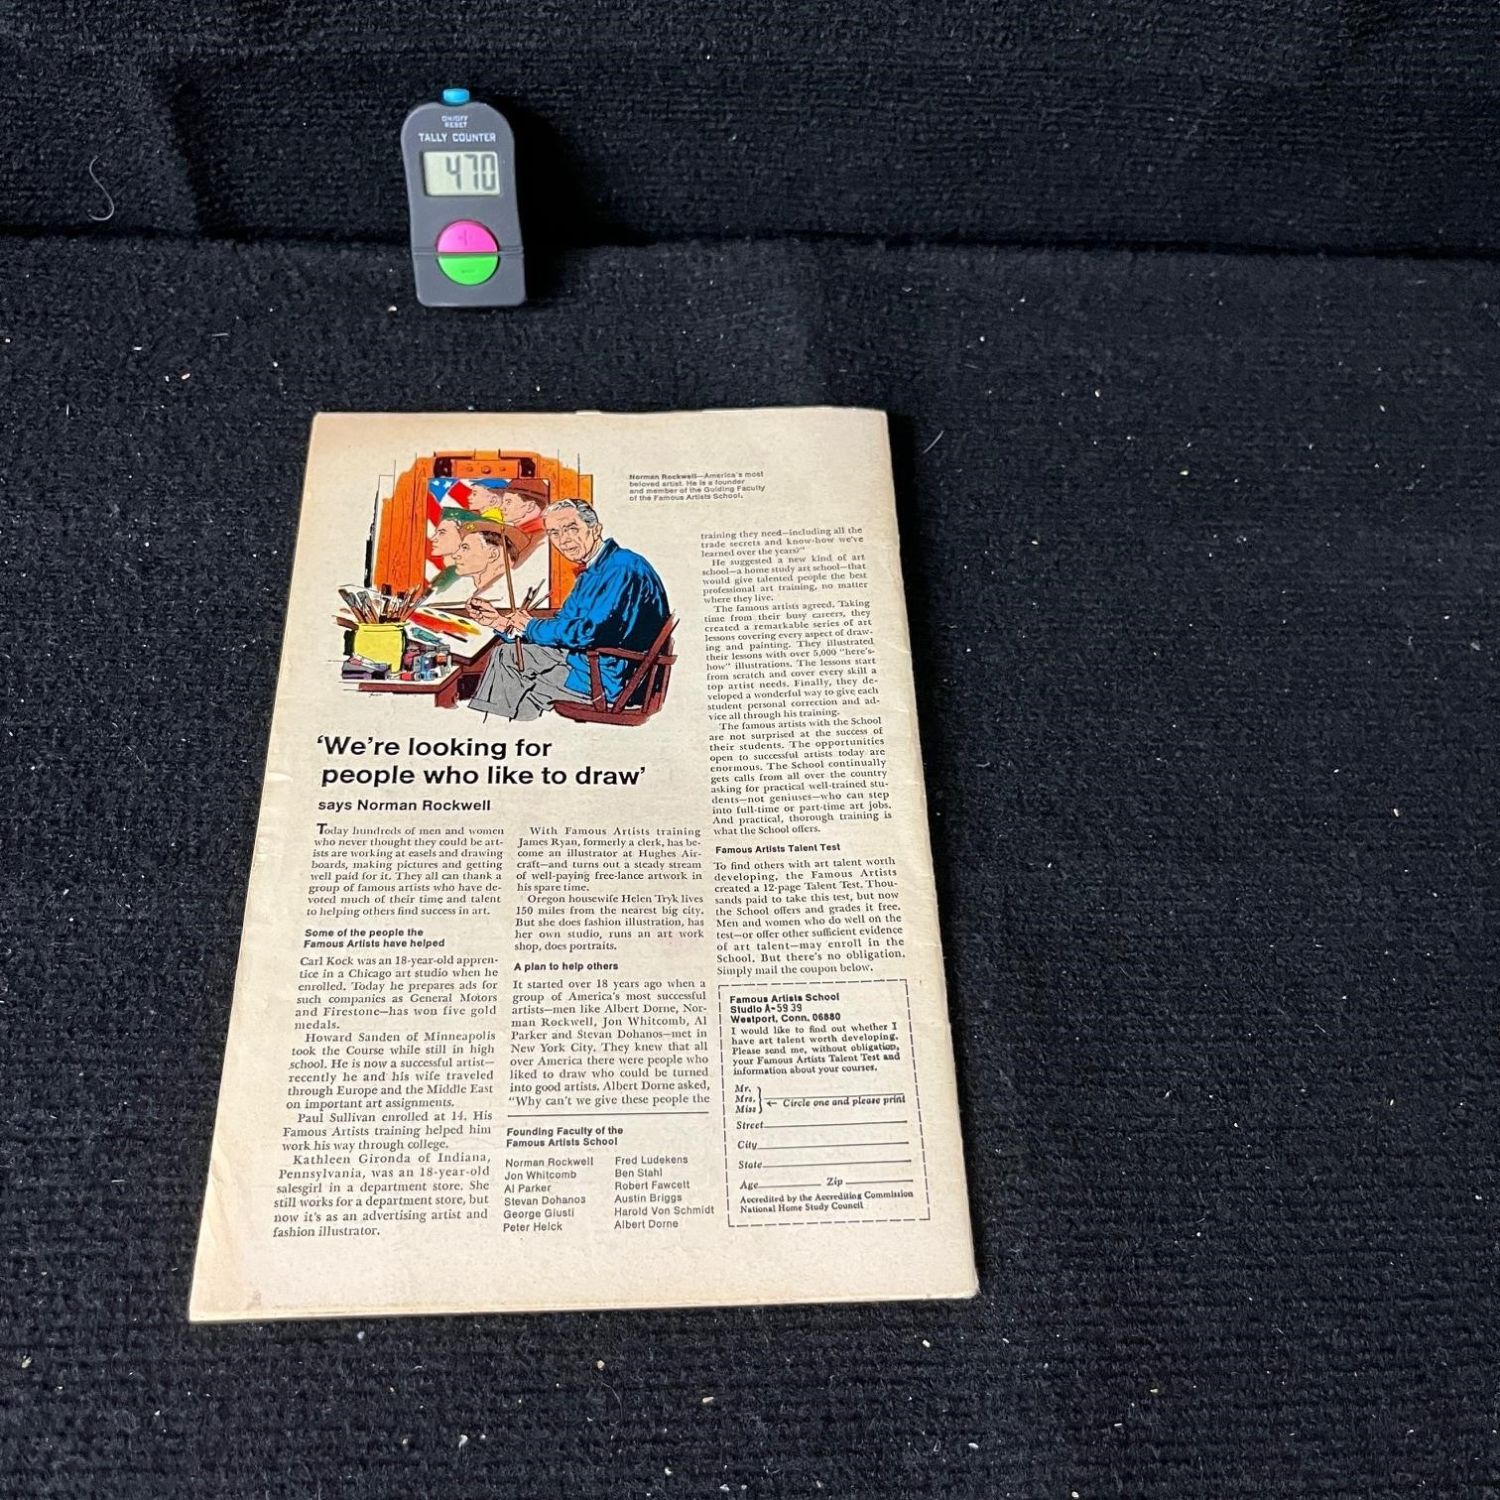 ON/OFF
RESET
TALLY COUNTER
470
Norman Rockwell—America's most
beloved artist. He is a founder
and member of the Guiding Faculty
of the Famous Artists School.
'We're looking for
people who like to draw'
says Norman Rockwell
Today hundreds of men and women
who never thought they could be art-
ists are working at easels and drawing
boards, making pictures and getting
well paid for it. They all can thank a
group of famous artists who have de-
voted much of their time and talent
to helping others find success in art.
Some of the people the
Famous Artists have helped
Carl Kock was an 18-year-old appren-
tice in a Chicago art studio when he
enrolled. Today he prepares ads for
such companies as General Motors
and Firestone—has won five gold
medals.
Howard Sanden of Minneapolis
took the Course while still in high
school. He is now a successful artist—
recently he and his wife traveled
through Europe and the Middle East
on important art assignments.
Paul Sullivan enrolled at 14. His
Famous Artists training helped him
work his way through college.
Kathleen Gironda of Indiana,
Pennsylvania, was an 18-year-old
salesgirl in a department store. She
still works for a department store, but
now it's as an advertising artist and
fashion illustrator.
With Famous Artists training
James Ryan, formerly a clerk, has be-
come an illustrator at Hughes Air-
craft—and turns out a steady stream
of well-paying free-lance artwork in
his spare time.
Oregon housewife Helen Tryk lives
150 miles from the nearest big city.
But she does fashion illustration, has
her own studio, runs an art work
shop, does portraits.
A plan to help others
It started over 18 years ago when a
group of America's most successful
artists—men like Albert Dorne, Nor-
man Rockwell, Jon Whitcomb, Al
Parker and Stevan Dohanos—met in
New York City. They knew that all
over America there were people who
liked to draw who could be turned
into good artists. Albert Dorne asked,
"Why can't we give these people the
Founding Faculty of the
Famous Artists School
Norman Rockwell
Jon Whitcomb
Al Parker
Stevan Dohanos
George Giusti
Peter Helck
Fred Ludekens
Ben Stahl
Robert Fawcett
Austin Briggs
Harold Von Schmidt
Albert Dorne
training they need—including all the
trade secrets and know-how we've
learned over the years?"
He suggested a new kind of art
school—a home study art school—that
would give talented people the best
professional art training, no matter
where they live.
The famous artists agreed. Taking
time from their busy careers, they
created a remarkable series of art
lessons covering every aspect of draw-
ing and painting. They illustrated
their lessons with over 5,000 "here's-
how" illustrations. The lessons start
from scratch and cover every skill a
top artist needs. Finally, they de-
veloped a wonderful way to give each
student personal correction and ad-
vice all through his training.
The famous artists with the School
are not surprised at the success of
their students. The opportunities
open to successful artists today are
enormous. The School continually
gets calls from all over the country
asking for practical well-trained stu-
dents—not geniuses—who can step
into full-time or part-time art jobs.
And practical, thorough training is
what the School offers.
Famous Artists Talent Test
To find others with art talent worth
developing, the Famous Artists
created a 12-page Talent Test. Thou-
sands paid to take this test, but now
the School offers and grades it free.
Men and women who do well on the
test—or offer other sufficient evidence
of art talent—may enroll in the
School. But there's no obligation.
Simply mail the coupon below.
Famous Artists School
Studio A-5939
Westport, Conn. 06880
I would like to find out whether I
have art talent worth developing.
Please send me, without obligation,
your Famous Artists Talent Test and
information about your courses.
Mr.
Mrs. ← Circle one and please print
Miss
Street
City
State
Age Zip
Accredited by the Accrediting Commission
National Home Study Council